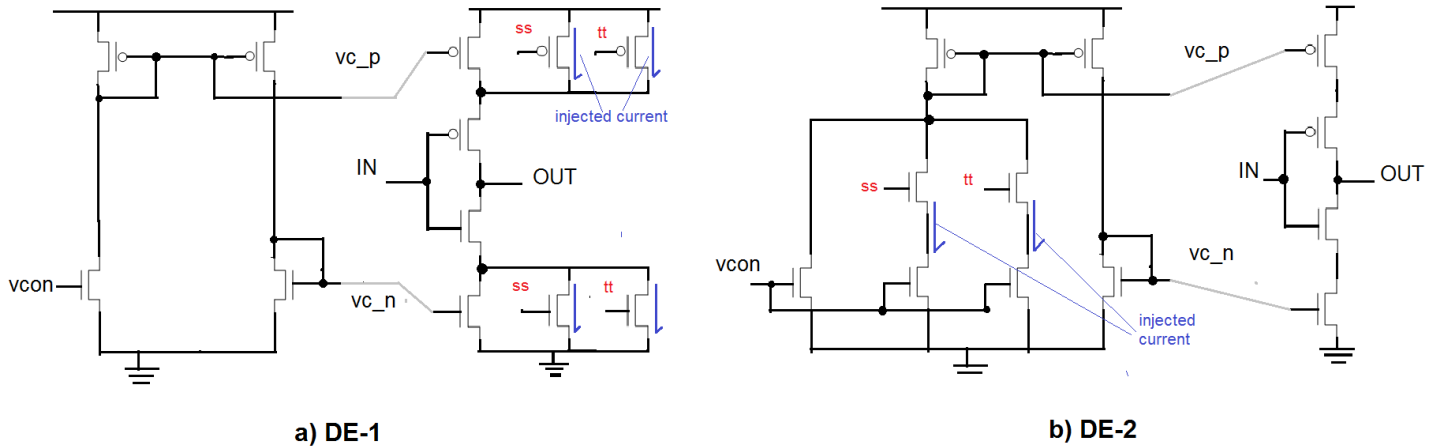 ss
tt
vc_p
injected current
IN
OUT
vcon
vc_n
ss
tt
a) DE-1
vc_p
ss
tt
IN
OUT
vcon
vc_n
injected
current
b) DE-2